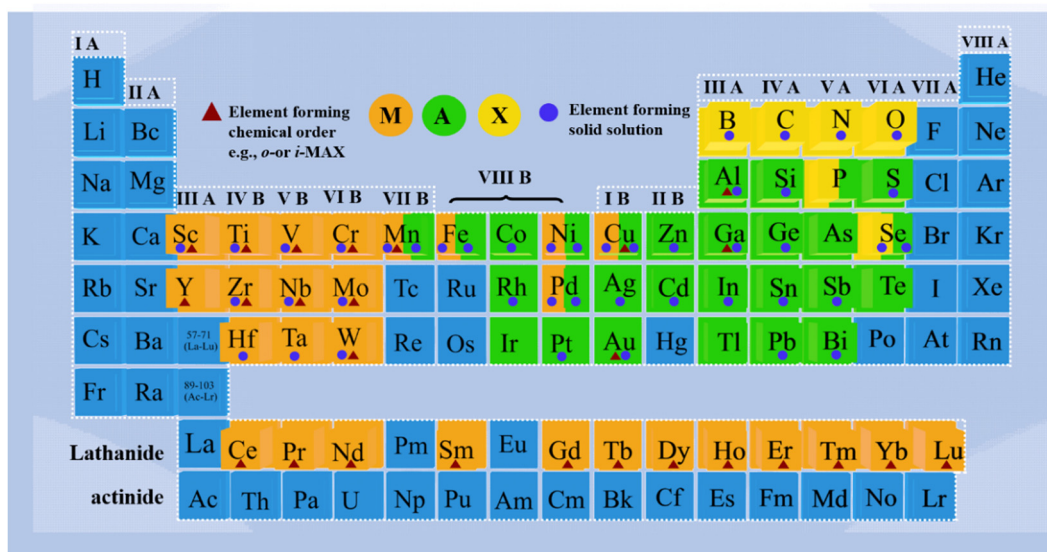 I A
VIII A
H
II A
He
III A IV A V A VI A VII A
Element forming
chemical order
e.g., o-or i-MAX
M
A
X
Element forming
solid solution
Li Bc
B C N O F Ne
Na Mg
VIII B
Al Si P S Cl Ar
III A IV B V B VI B VII B
I B II B
K Ca Sc Ti V Cr Mn Fe Co Ni Cu Zn Ga Ge As Se Br Kr
Rb Sr Y Zr Nb Mo Tc Ru Rh Pd Ag Cd In Sn Sb Te I Xe
Cs Ba 57-71 (La-Lu) Hf Ta W Re Os Ir Pt Au Hg Tl Pb Bi Po At Rn
Fr Ra 89-103 (Ac-Lr)
Lathanide La Ce Pr Nd Pm Sm Eu Gd Tb Dy Ho Er Tm Yb Lu
actinide Ac Th Pa U Np Pu Am Cm Bk Cf Es Fm Md No Lr